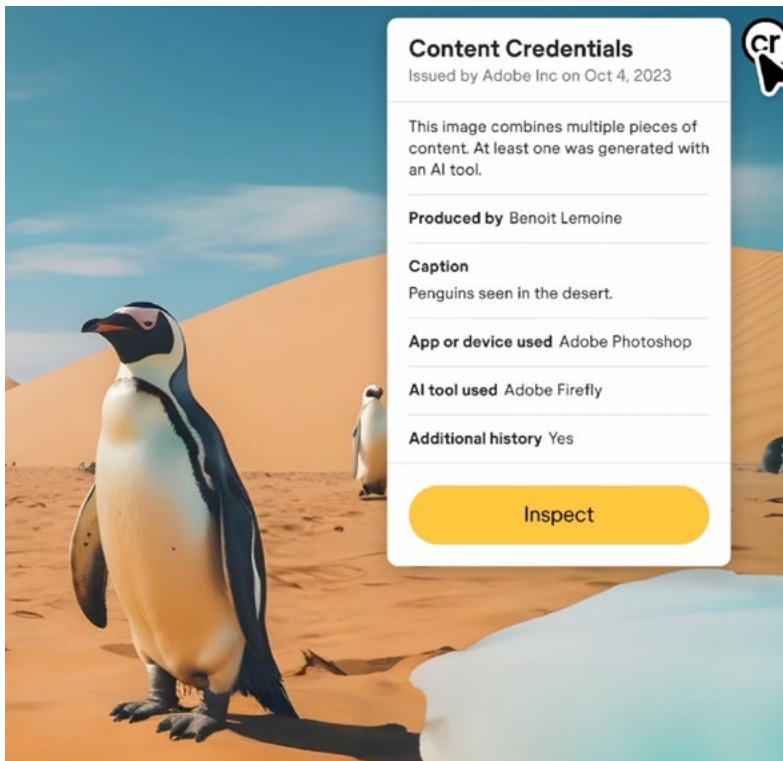 cr
Content Credentials
Issued by Adobe Inc on Oct 4, 2023
This image combines multiple pieces of
content. At least one was generated with
an AI tool.
Produced by Benoit Lemoine
Caption
Penguins seen in the desert.
App or device used Adobe Photoshop
AI tool used Adobe Firefly
Additional history Yes
Inspect